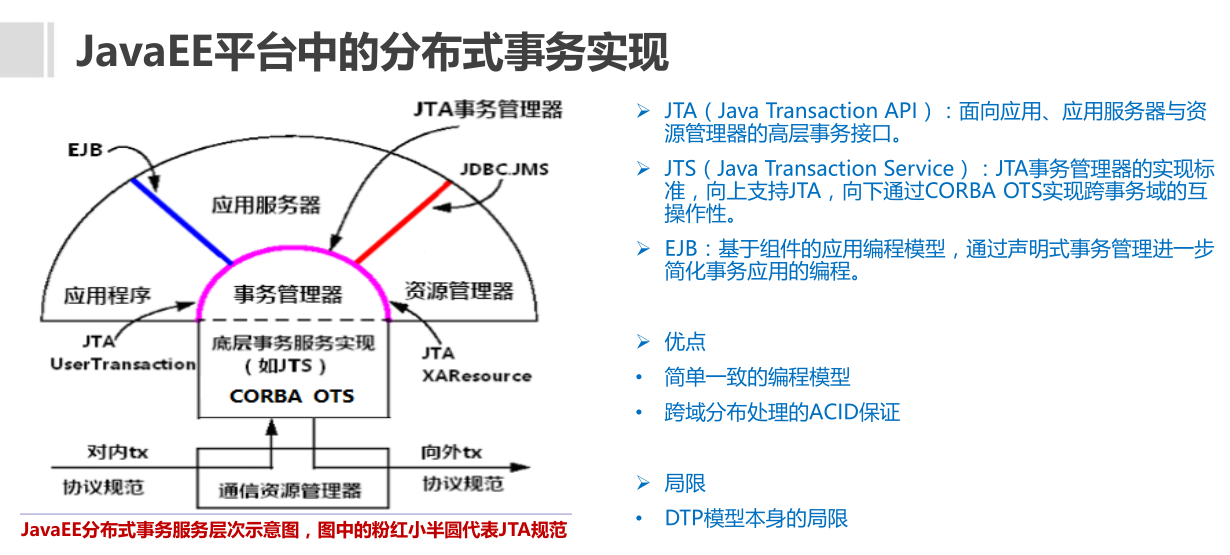 JavaEE平台中的分布式事务实现
JTA事务管理器
EJB
JDBC.JMS
应用服务器
应用程序
事务管理器
资源管理器
JTA
UserTransaction
底层事务服务实现
（如JTS）
CORBA OTS
JTA
XAResource
对内tx
协议规范
向外tx
协议规范
通信资源管理器
JavaEE分布式事务服务层次示意图，图中的粉红小半圆代表JTA规范
➢ JTA（Java Transaction API）：面向应用、应用服务器与资
源管理器的高层事务接口。
➢ JTS（Java Transaction Service）：JTA事务管理器的实现标
准，向上支持JTA，向下通过CORBA OTS实现跨事务域的互
操作性。
➢ EJB：基于组件的应用编程模型，通过声明式事务管理进一步
简化事务应用的编程。
➢ 优点
• 简单一致的编程模型
• 跨域分布处理的ACID保证
➢ 局限
• DTP模型本身的局限